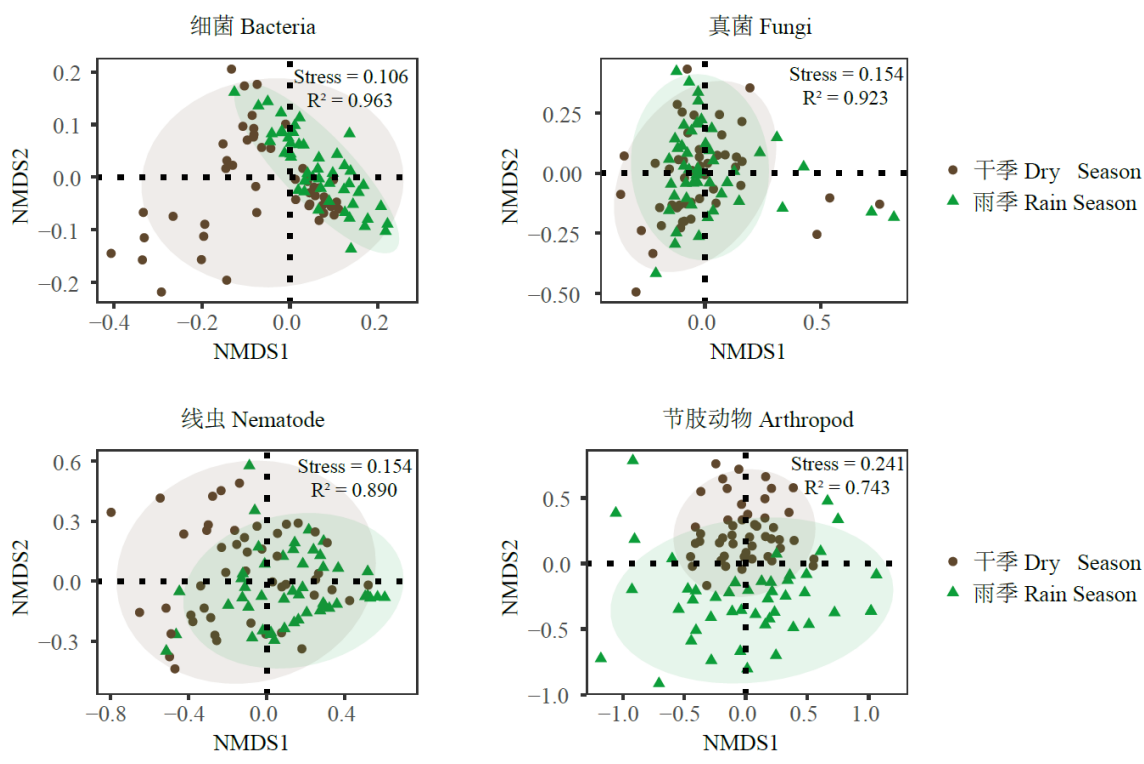 细菌 Bacteria
Stress = 0.106
R² = 0.963
0.2
0.1
0.0
−0.1
−0.2
NMDS2
−0.4
−0.2
0.0
0.2
NMDS1
真菌 Fungi
Stress = 0.154
R² = 0.923
0.25
0.00
−0.25
−0.50
NMDS2
0.0
0.5
NMDS1
干季 Dry Season
雨季 Rain Season
线虫 Nematode
Stress = 0.154
R² = 0.890
0.6
0.3
0.0
−0.3
NMDS2
−0.8
−0.4
0.0
0.4
NMDS1
节肢动物 Arthropod
Stress = 0.241
R² = 0.743
0.5
0.0
−0.5
−1.0
NMDS2
−1.0
−0.5
0.0
0.5
1.0
NMDS1
干季 Dry Season
雨季 Rain Season